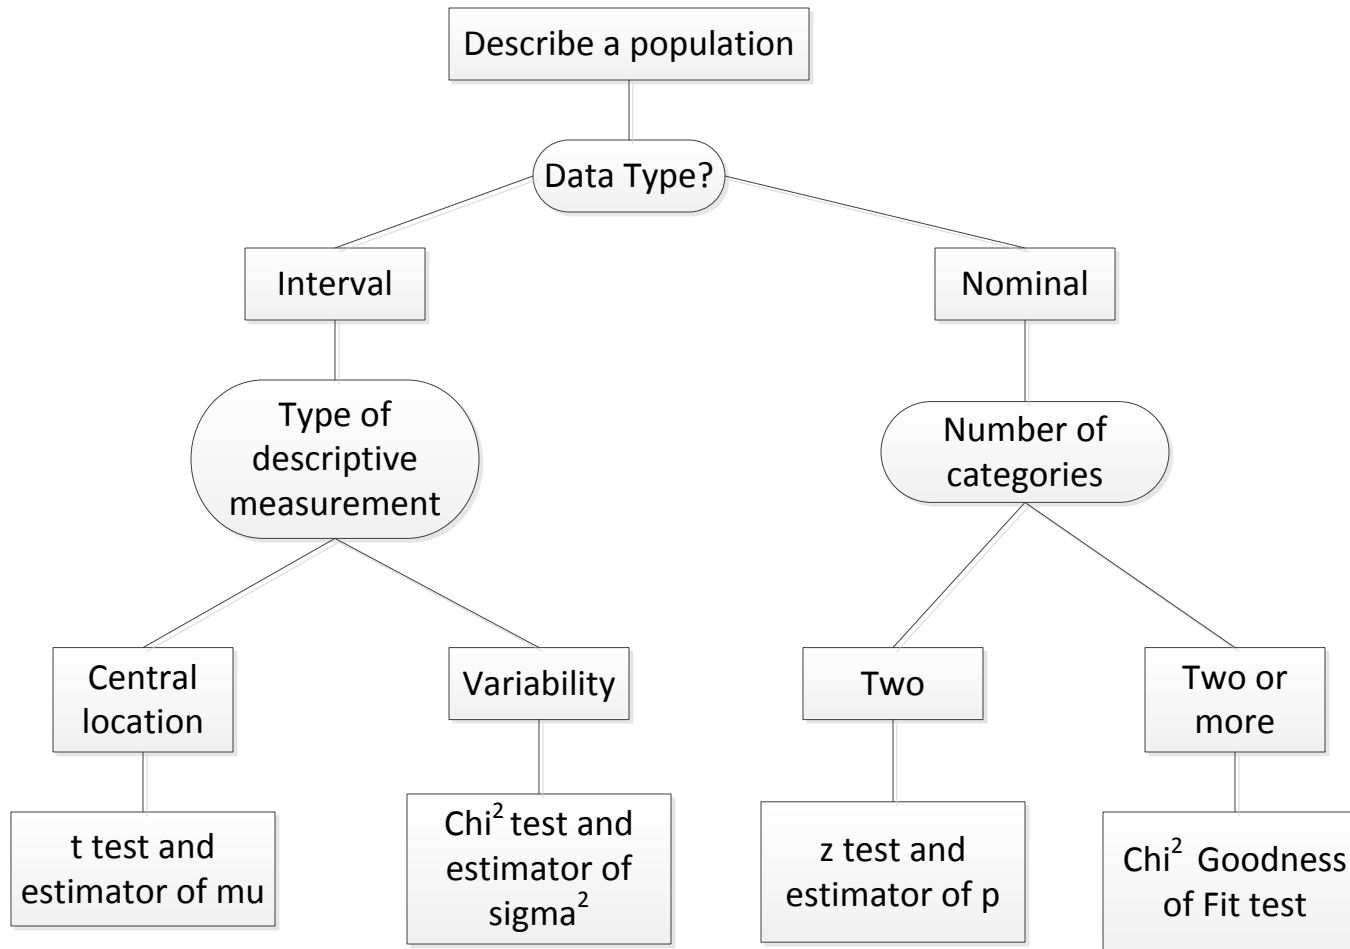 Describe a population
Data Type?
Interval
Nominal
Type of
descriptive
measurement
Number of
categories
Central
location
Variability
Two
Two or
more
t test and
estimator of mu
Chi² test and
estimator of
sigma²
z test and
estimator of p
Chi² Goodness
of Fit test